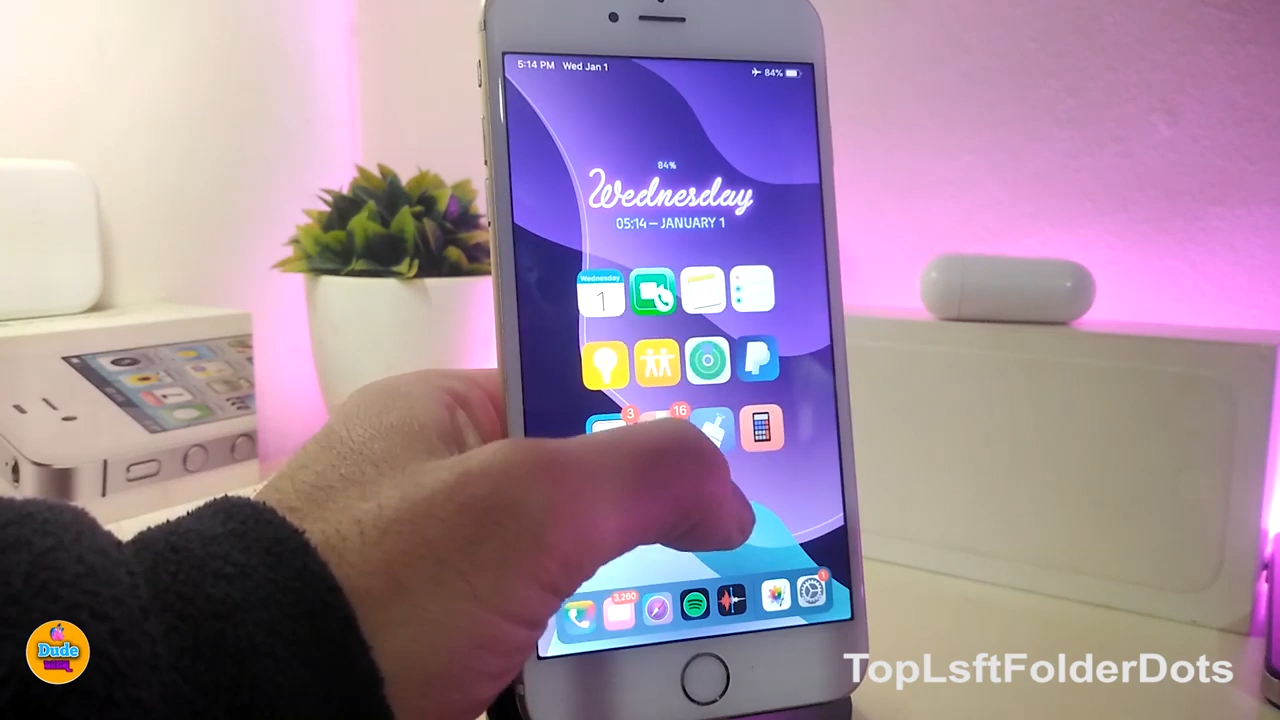 5:14 PM Wed Jan 1
84%
84%
Wednesday
05:14 – JANUARY 1
Wednesday
1
3
16
3,260
1
Dude
TopLsftFolderDots